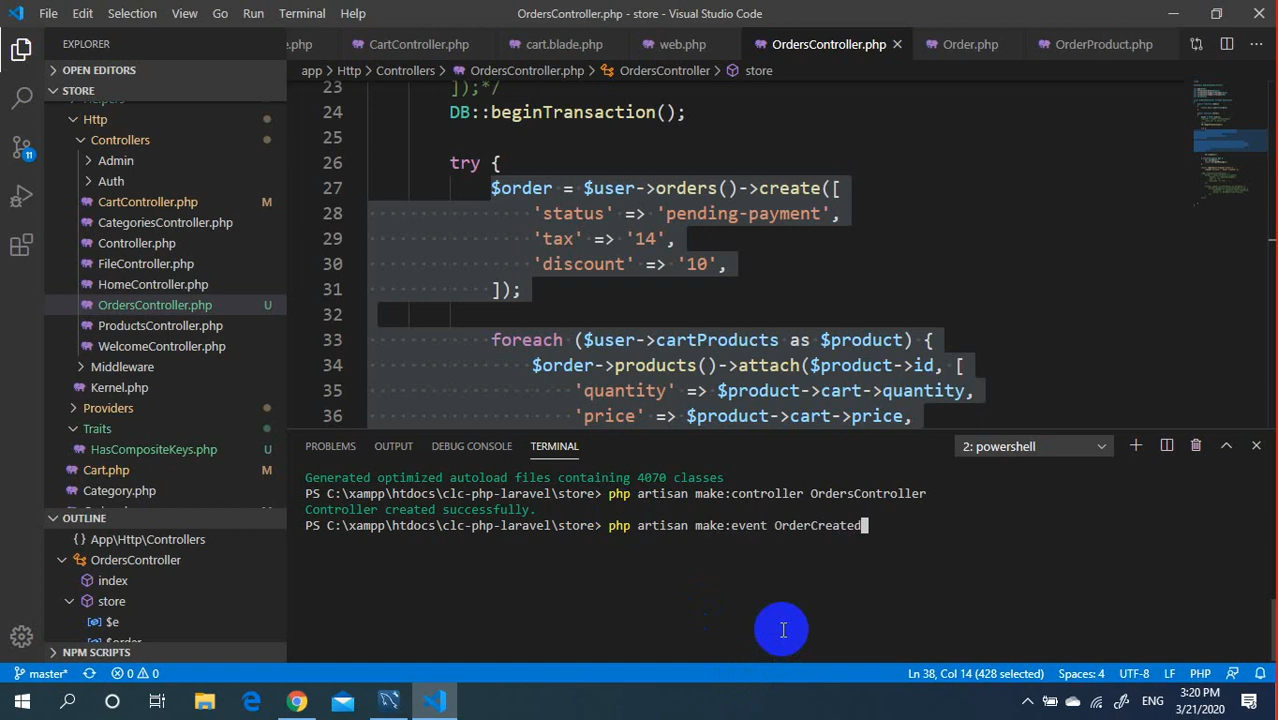 File Edit Selection View Go Run Terminal Help OrdersController.php - store - Visual Studio Code
EXPLORER
e.php CartController.php cart.blade.php web.php OrdersController.php Order.php OrderProduct.php
OPEN EDITORS
app > Http > Controllers > OrdersController.php > OrdersController > store
STORE
Helpers
Http
Controllers
Admin
Auth
CartController.php M
CategoriesController.php
Controller.php
FileController.php
HomeController.php
OrdersController.php U
ProductsController.php
WelcomeController.php
Middleware
Kernel.php
Providers
Traits
HasCompositeKeys.php U
Cart.php M
Category.php
11
OUTLINE
App\Http\Controllers
OrdersController
index
store
$e
$order
NPM SCRIPTS
23 ]);*/
24 DB::beginTransaction();
25
26 try {
27 $order = $user->orders()->create([
28 'status' => 'pending-payment',
29 'tax' => '14',
30 'discount' => '10',
31 ]);
32
33 foreach ($user->cartProducts as $product) {
34 $order->products()->attach($product->id, [
35 'quantity' => $product->cart->quantity,
36 'price' => $product->cart->price,
PROBLEMS OUTPUT DEBUG CONSOLE TERMINAL 2: powershell
Generated optimized autoload files containing 4070 classes
PS C:\xampp\htdocs\clc-php-laravel\store> php artisan make:controller OrdersController
Controller created successfully.
PS C:\xampp\htdocs\clc-php-laravel\store> php artisan make:event OrderCreated
master* 0 0 Ln 38, Col 14 (428 selected) Spaces: 4 UTF-8 LF PHP
ENG 3:20 PM
3/21/2020